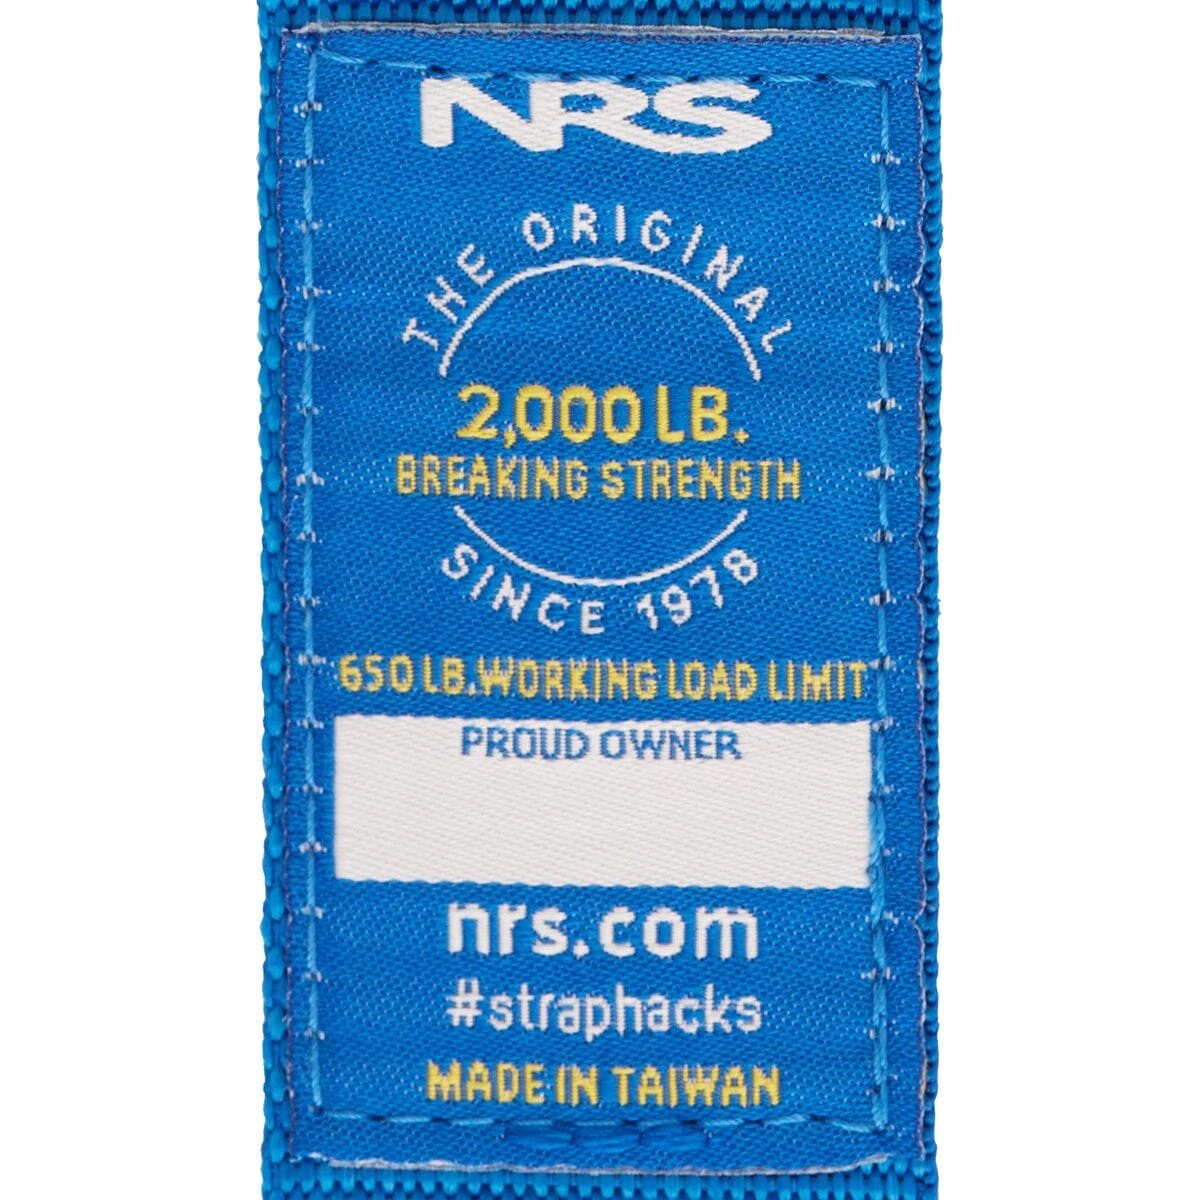 NRS
THE ORIGINAL
2,000 LB.
BREAKING STRENGTH
SINCE 1978
650 LB. WORKING LOAD LIMIT
PROUD OWNER
nrs.com
#straphacks
MADE IN TAIWAN